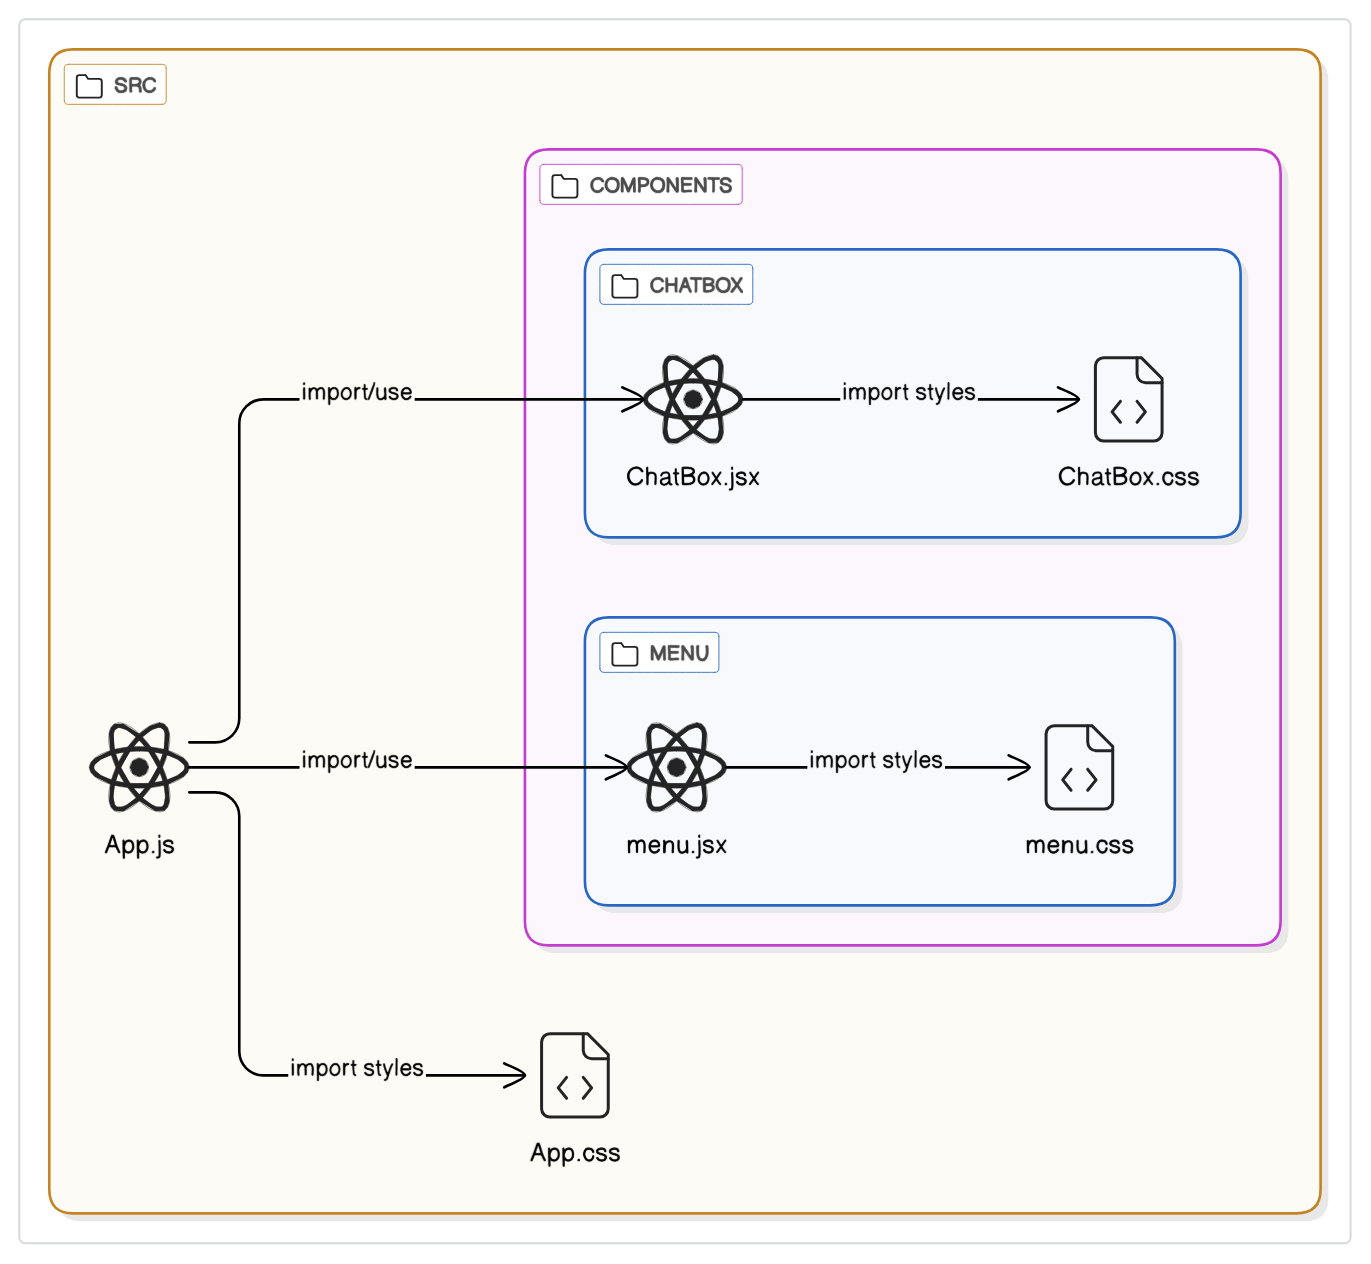 SRC
COMPONENTS
CHATBOX
import/use
import styles
ChatBox.jsx
ChatBox.css
MENU
import/use
import styles
App.js
menu.jsx
menu.css
import styles
App.css